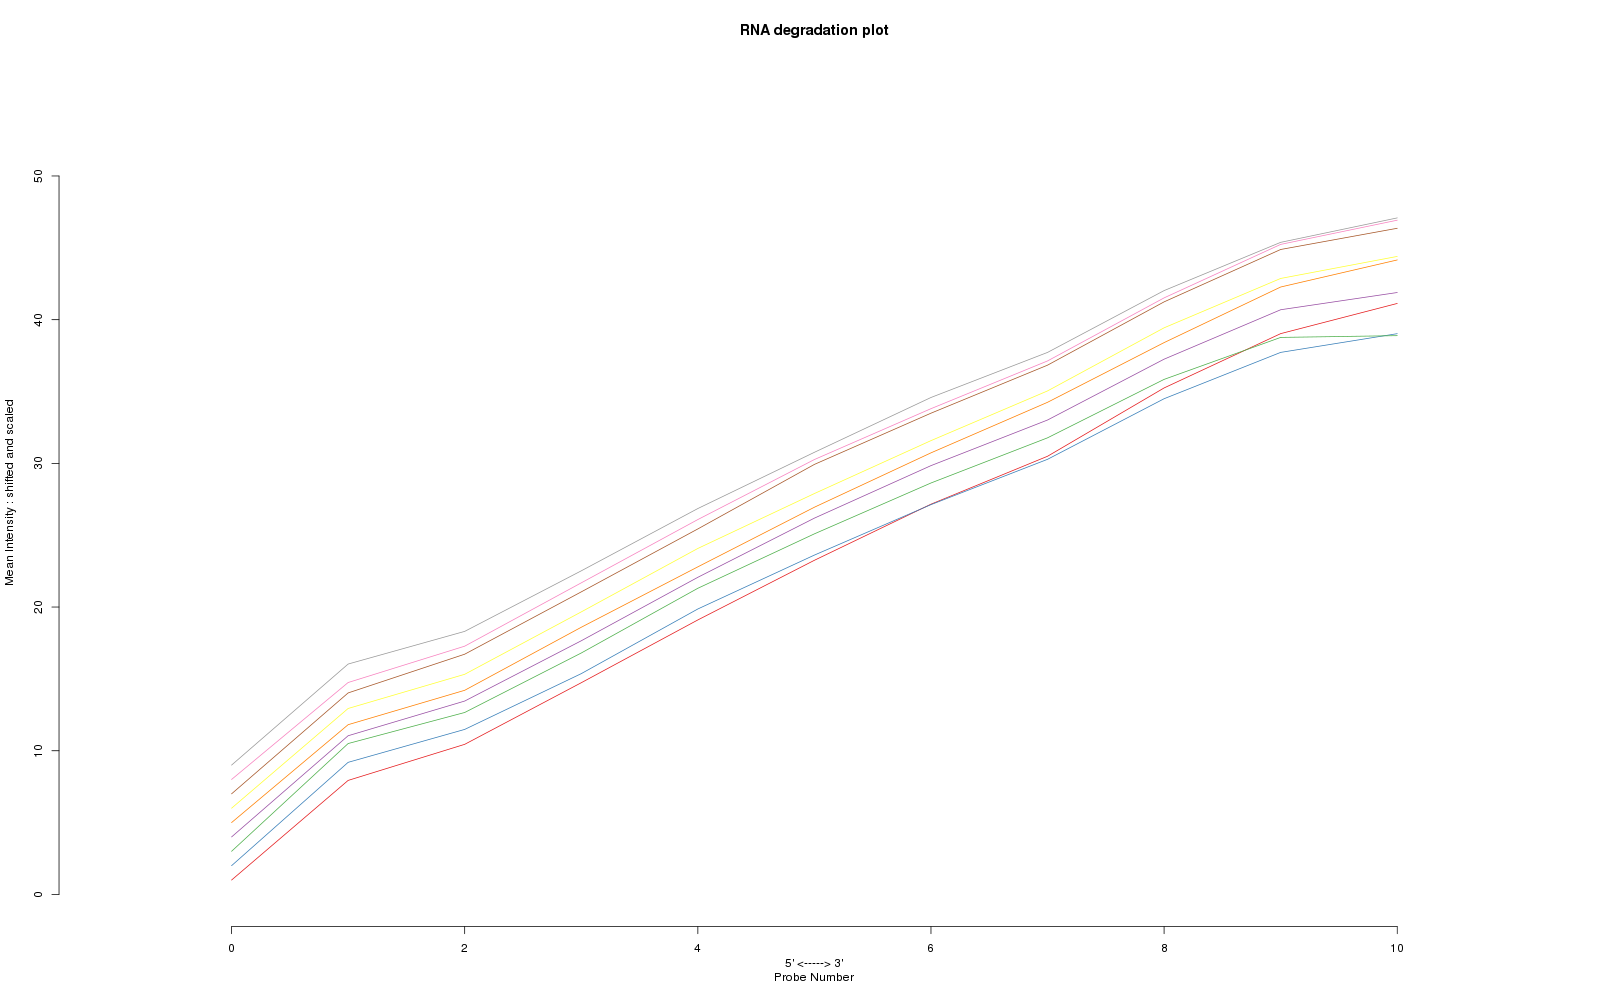 RNA degradation plot
Mean Intensity : shifted and scaled
50
40
30
20
10
0
0 2 4 6 8 10
5' <-----> 3'
Probe Number